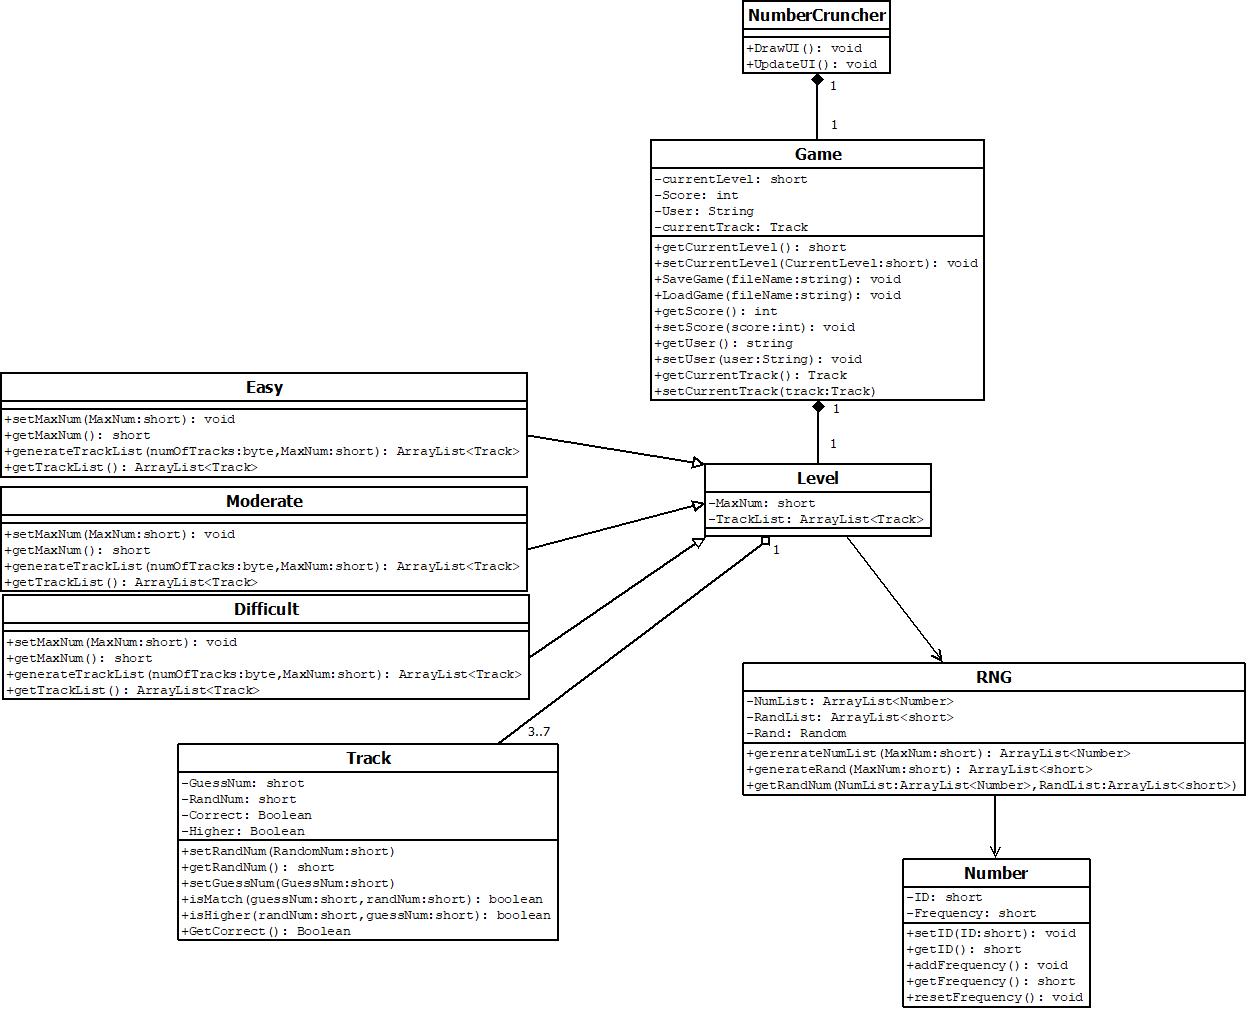 NumberCruncher
+DrawUI(): void
+UpdateUI(): void
1
1
Game
-currentLevel: short
-Score: int
-User: String
-currentTrack: Track
+getCurrentLevel(): short
+setCurrentLevel(CurrentLevel:short): void
+SaveGame(fileName:string): void
+LoadGame(fileName:string): void
+getScore(): int
+setScore(score:int): void
+getUser(): string
+setUser(user:String): void
+getCurrentTrack(): Track
+setCurrentTrack(track:Track)
1
1
Easy
+setMaxNum(MaxNum:short): void
+getMaxNum(): short
+generateTrackList(numOfTracks:byte,MaxNum:short): ArrayList<Track>
+getTrackList(): ArrayList<Track>
Level
-MaxNum: short
-TrackList: ArrayList<Track>
1
Moderate
+setMaxNum(MaxNum:short): void
+getMaxNum(): short
+generateTrackList(numOfTracks:byte,MaxNum:short): ArrayList<Track>
+getTrackList(): ArrayList<Track>
Difficult
+setMaxNum(MaxNum:short): void
+getMaxNum(): short
+generateTrackList(numOfTracks:byte,MaxNum:short): ArrayList<Track>
+getTrackList(): ArrayList<Track>
3..7
Track
-GuessNum: shrot
-RandNum: short
-Correct: Boolean
-Higher: Boolean
+setRandNum(RandomNum:short)
+getRandNum(): short
+setGuessNum(GuessNum:short)
+isMatch(guessNum:short,randNum:short): boolean
+isHigher(randNum:short,guessNum:short): boolean
+GetCorrect(): Boolean
RNG
-NumList: ArrayList<Number>
-RandList: ArrayList<short>
-Rand: Random
+gerenrateNumList(MaxNum:short): ArrayList<Number>
+generateRand(MaxNum:short): ArrayList<short>
+getRandNum(NumList:ArrayList<Number>,RandList:ArrayList<short>)
Number
-ID: short
-Frequency: short
+setID(ID:short): void
+getID(): short
+addFrequency(): void
+getFrequency(): short
+resetFrequency(): void